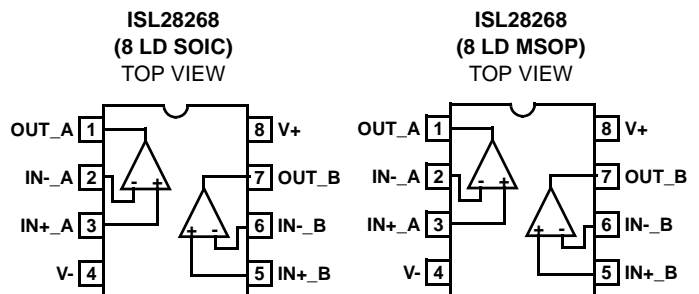 ISL28268
(8 LD SOIC)
TOP VIEW
OUT_A 1
8 V+
IN-_A 2
7 OUT_B
- +
IN+_A 3
6 IN-_B
+ -
V- 4
5 IN+_B
ISL28268
(8 LD MSOP)
TOP VIEW
OUT_A 1
8 V+
IN-_A 2
7 OUT_B
- +
IN+_A 3
6 IN-_B
+ -
V- 4
5 IN+_B